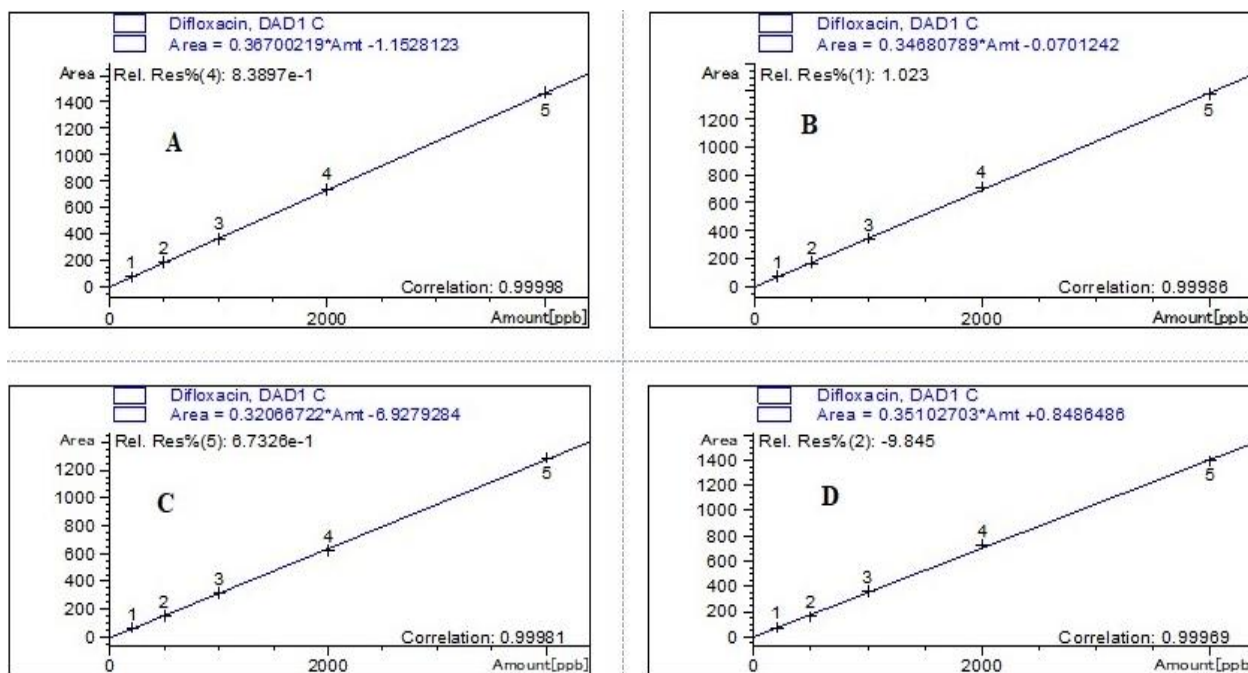 Difloxacin, DAD1 C
Area = 0.36700219*Amt -1.1528123
Area
Rel. Res%(4): 8.3897e-1
1400
1200
1000
800
600
400
200
0
A
1
2
3
4
5
Correlation: 0.99998
0
2000
Amount[ppb]
Difloxacin, DAD1 C
Area = 0.34680789*Amt -0.0701242
Area
Rel. Res%(1): 1.023
1200
1000
800
600
400
200
0
B
1
2
3
4
5
Correlation: 0.99986
0
2000
Amount[ppb]
Difloxacin, DAD1 C
Area = 0.32066722*Amt -6.9279284
Area
Rel. Res%(5): 6.7326e-1
1200
1000
800
600
400
200
0
C
1
2
3
4
5
Correlation: 0.99981
0
2000
Amount[ppb]
Difloxacin, DAD1 C
Area = 0.35102703*Amt +0.8486486
Area
Rel. Res%(2): -9.845
1400
1200
1000
800
600
400
200
0
D
1
2
3
4
5
Correlation: 0.99969
0
2000
Amount[ppb]